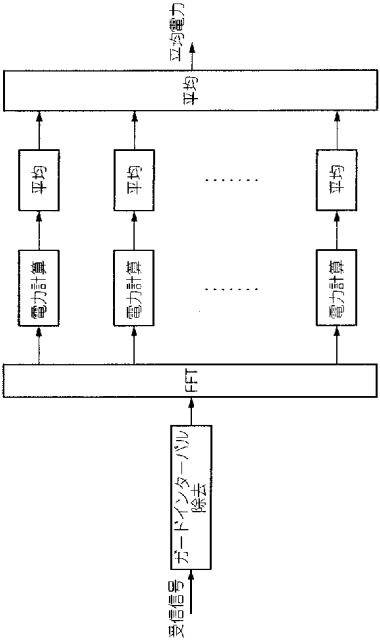 受信信号
ガードインターバル
除去
FFT
電力計算
平均
電力計算
平均
.......
.......
電力計算
平均
平均
平均電力